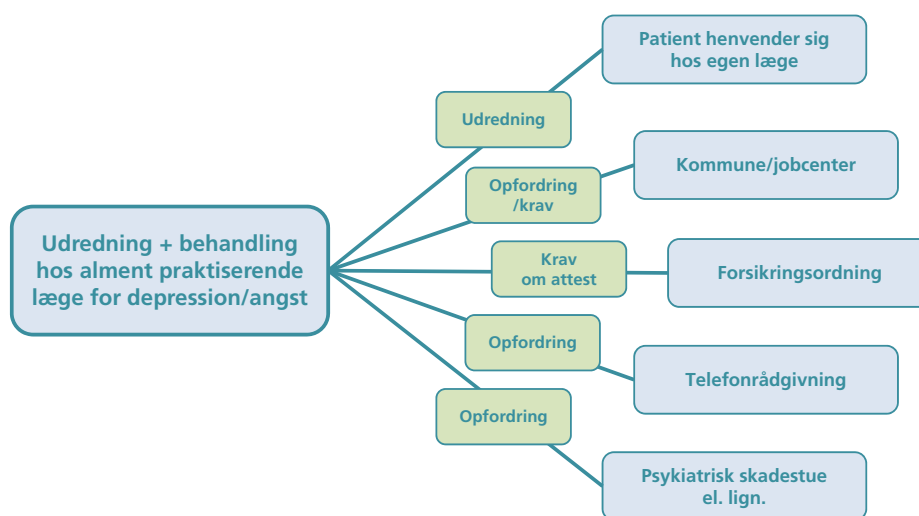 Patient henvender sig
hos egen læge
Udredning
Kommune/jobcenter
Opfordring
/krav
Udredning + behandling
hos alment praktiserende
læge for depression/angst
Krav
om attest
Forsikringsordning
Opfordring
Telefonrådgivning
Opfordring
Psykiatrisk skadestue
el. lign.